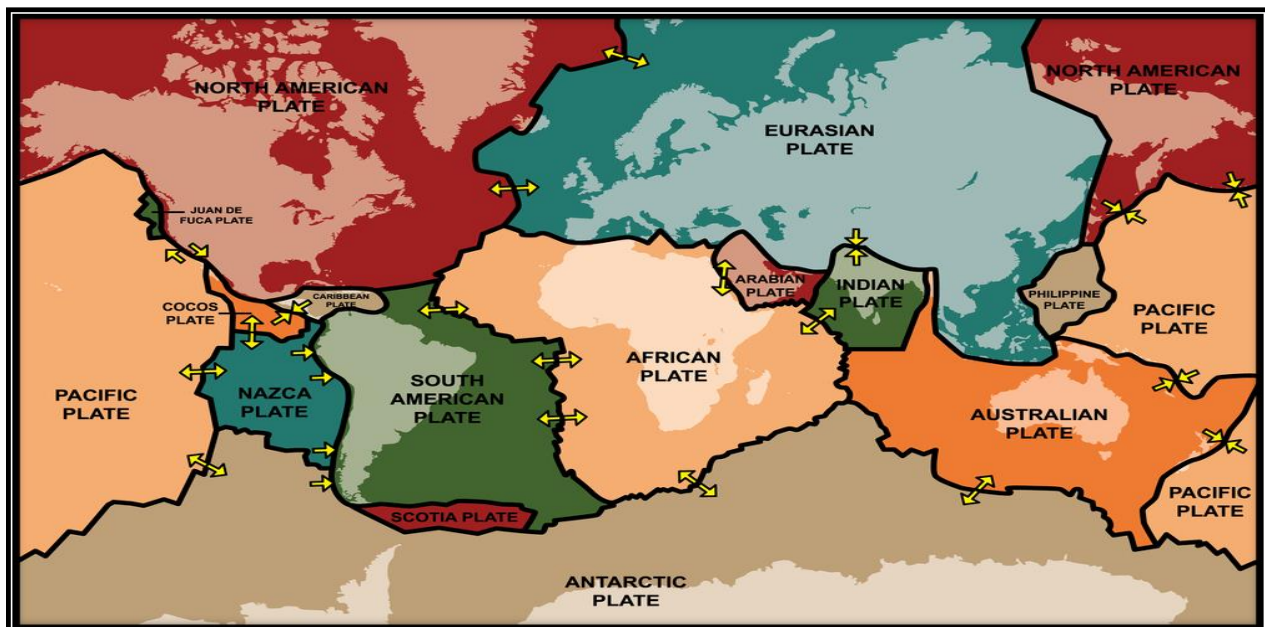 NORTH AMERICAN
PLATE
EURASIAN
PLATE
NORTH AMERICAN
PLATE
JUAN DE
FUCA PLATE
COCOS
PLATE
CARIBBEAN
PLATE
ARABIAN
PLATE
INDIAN
PLATE
PHILIPPINE
PLATE
PACIFIC
PLATE
PACIFIC
PLATE
NAZCA
PLATE
SOUTH
AMERICAN
PLATE
AFRICAN
PLATE
AUSTRALIAN
PLATE
PACIFIC
PLATE
SCOTIA PLATE
ANTARCTIC
PLATE